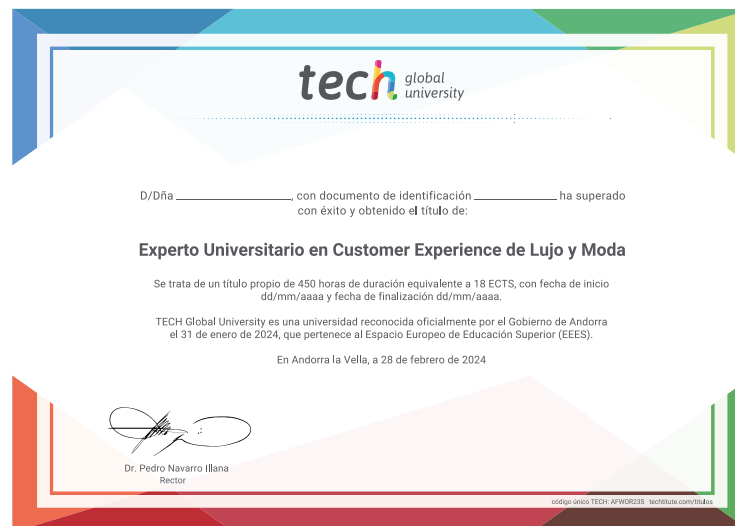 tech global university
D/Dña ______________________, con documento de identificación ________________ ha superado
con éxito y obtenido el título de:
Experto Universitario en Customer Experience de Lujo y Moda
Se trata de un título propio de 450 horas de duración equivalente a 18 ECTS, con fecha de inicio
dd/mm/aaaa y fecha de finalización dd/mm/aaaa.
TECH Global University es una universidad reconocida oficialmente por el Gobierno de Andorra
el 31 de enero de 2024, que pertenece al Espacio Europeo de Educación Superior (EEES).
En Andorra la Vella, a 28 de febrero de 2024
Dr. Pedro Navarro Illana
Rector
código único TECH: AFWOR235 techtitute.com/titulos